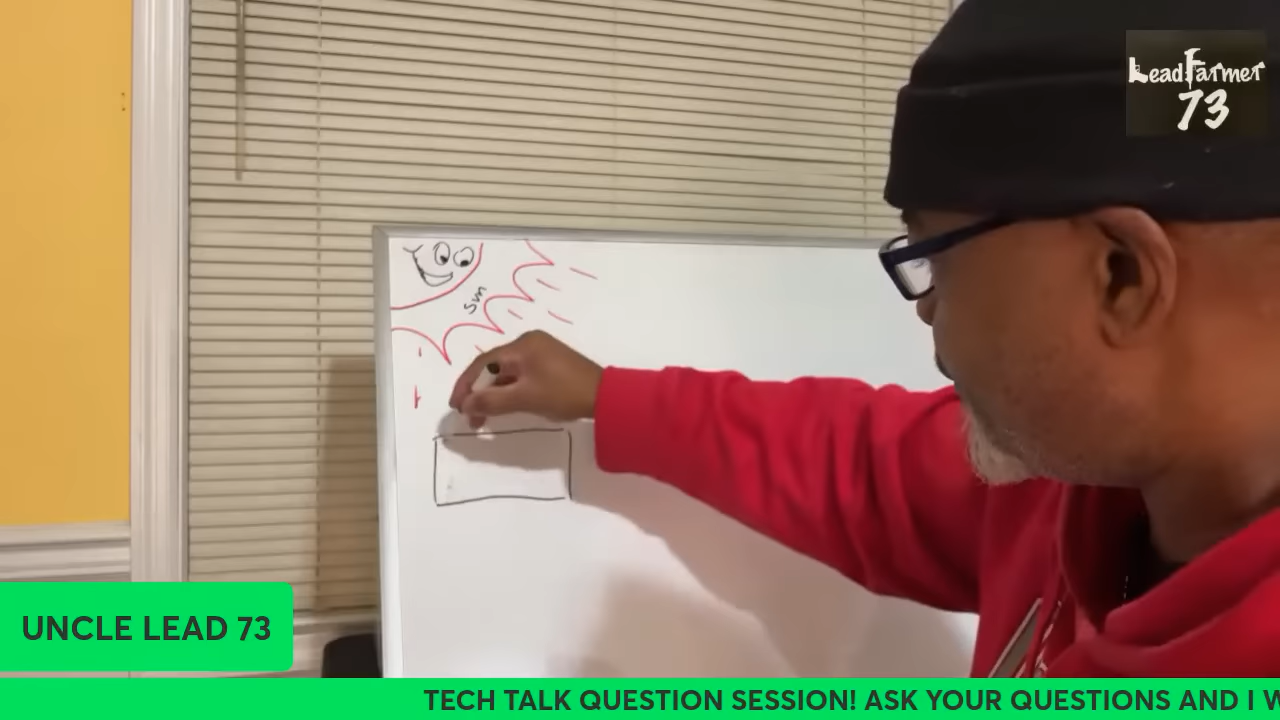 LeadFarmer
73
Sun
UNCLE LEAD 73
TECH TALK QUESTION SESSION! ASK YOUR QUESTIONS AND I W